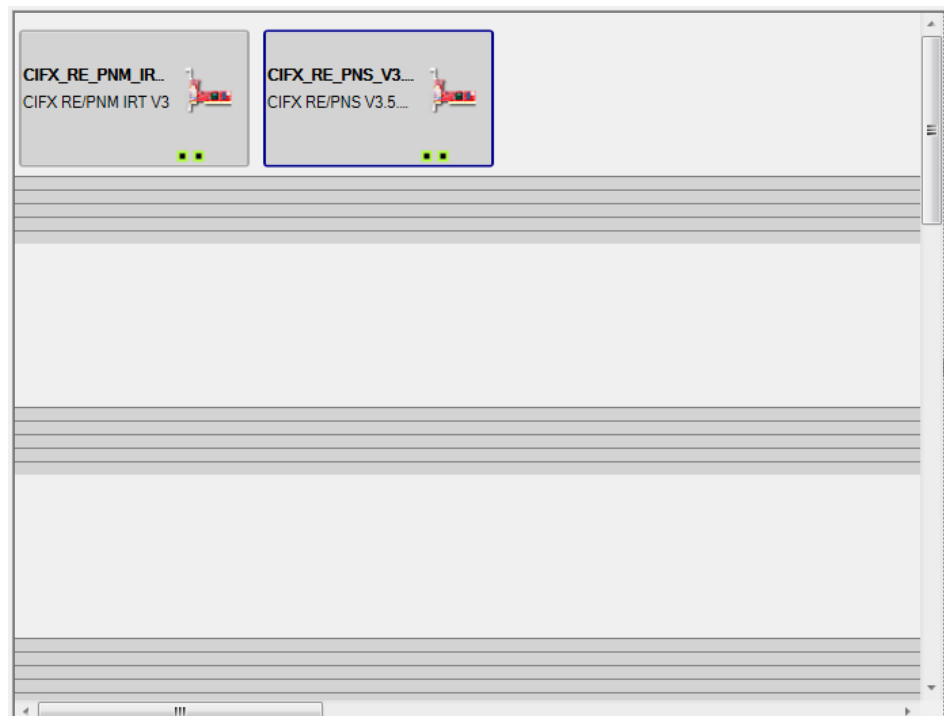 CIFX_RE_PNM_IR...
CIFX RE/PNM IRT V3
CIFX_RE_PNS_V3....
CIFX RE/PNS V3.5....